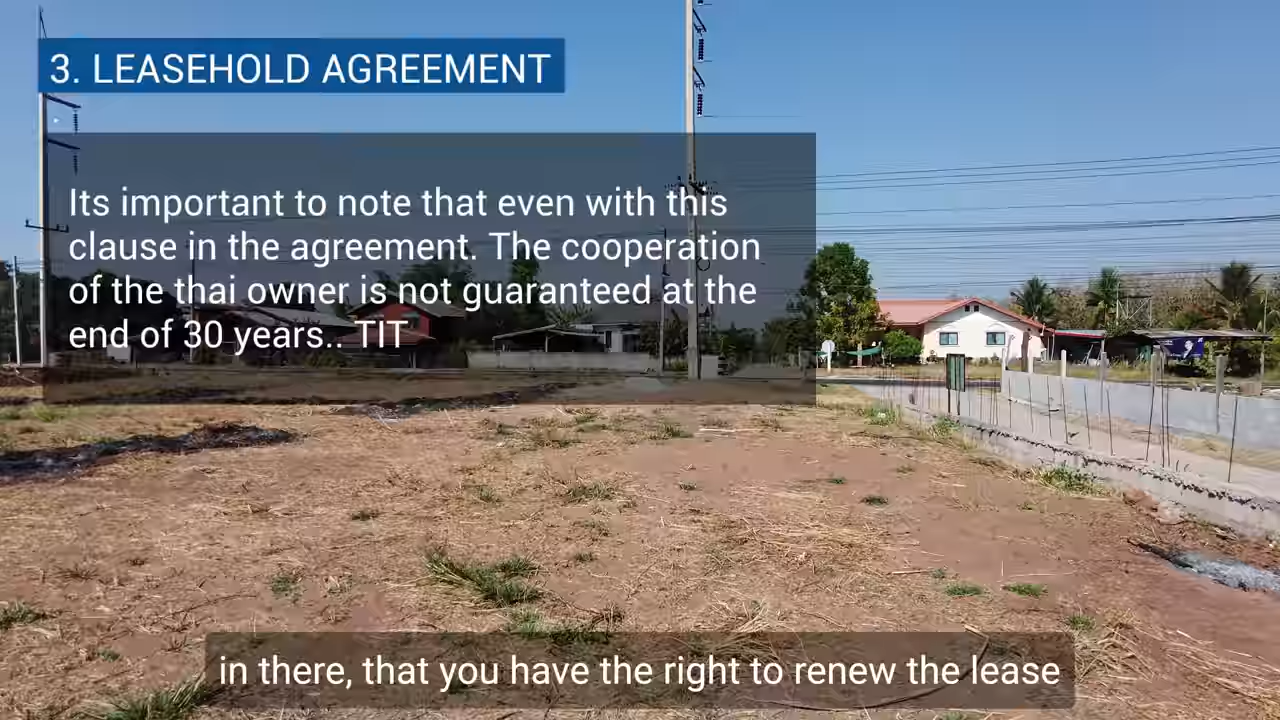 3. LEASEHOLD AGREEMENT
Its important to note that even with this
clause in the agreement. The cooperation
of the thai owner is not guaranteed at the
end of 30 years.. TIT
in there, that you have the right to renew the lease